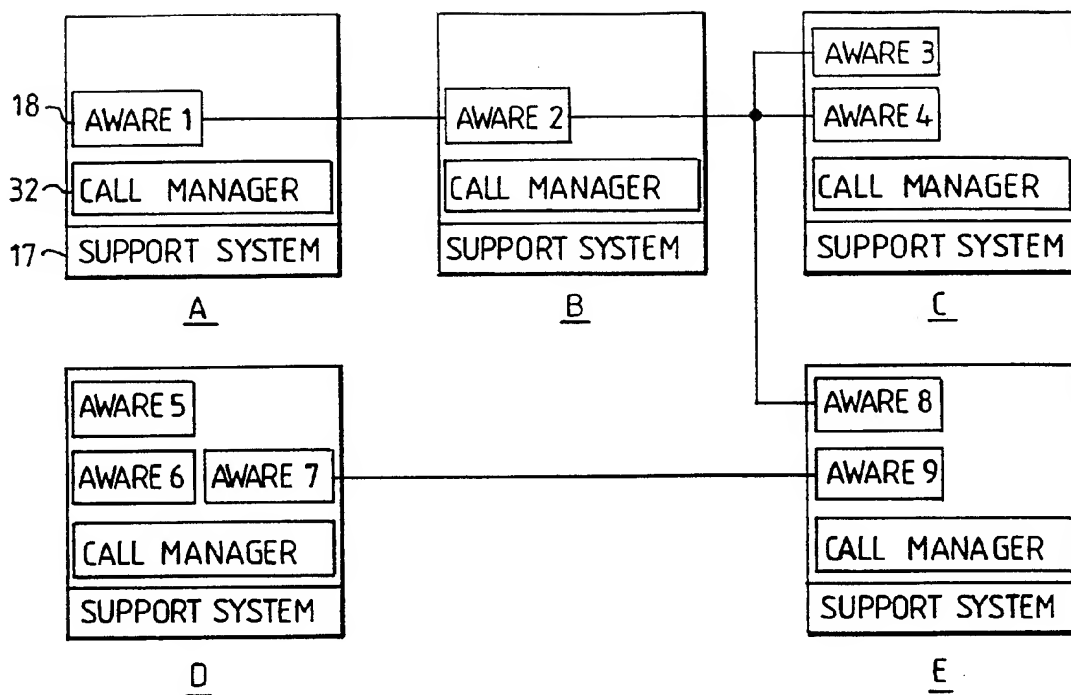 AWARE 3
18 AWARE 1
AWARE 2
AWARE 4
32 CALL MANAGER
CALL MANAGER
CALL MANAGER
17 SUPPORT SYSTEM
SUPPORT SYSTEM
A
B
C
AWARE 5
AWARE 8
AWARE 6
AWARE 7
AWARE 9
CALL MANAGER
CALL MANAGER
SUPPORT SYSTEM
SUPPORT SYSTEM
D
E